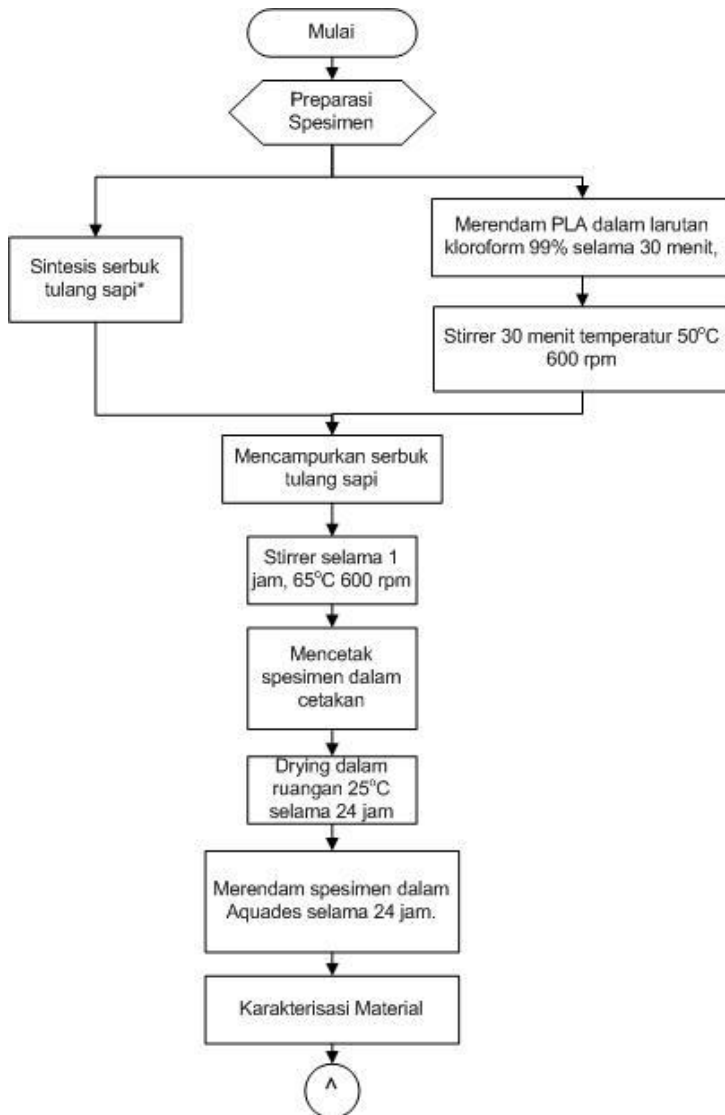 Mulai
Preparasi
Spesimen
Sintesis serbuk
tulang sapi*
Merendam PLA dalam larutan
kloroform 99% selama 30 menit,
Stirrer 30 menit temperatur 50°C
600 rpm
Mencampurkan serbuk
tulang sapi
Stirrer selama 1
jam, 65°C 600 rpm
Mencetak
spesimen dalam
cetakan
Drying dalam
ruangan 25°C
selama 24 jam
Merendam spesimen dalam
Aquades selama 24 jam.
Karakterisasi Material
^